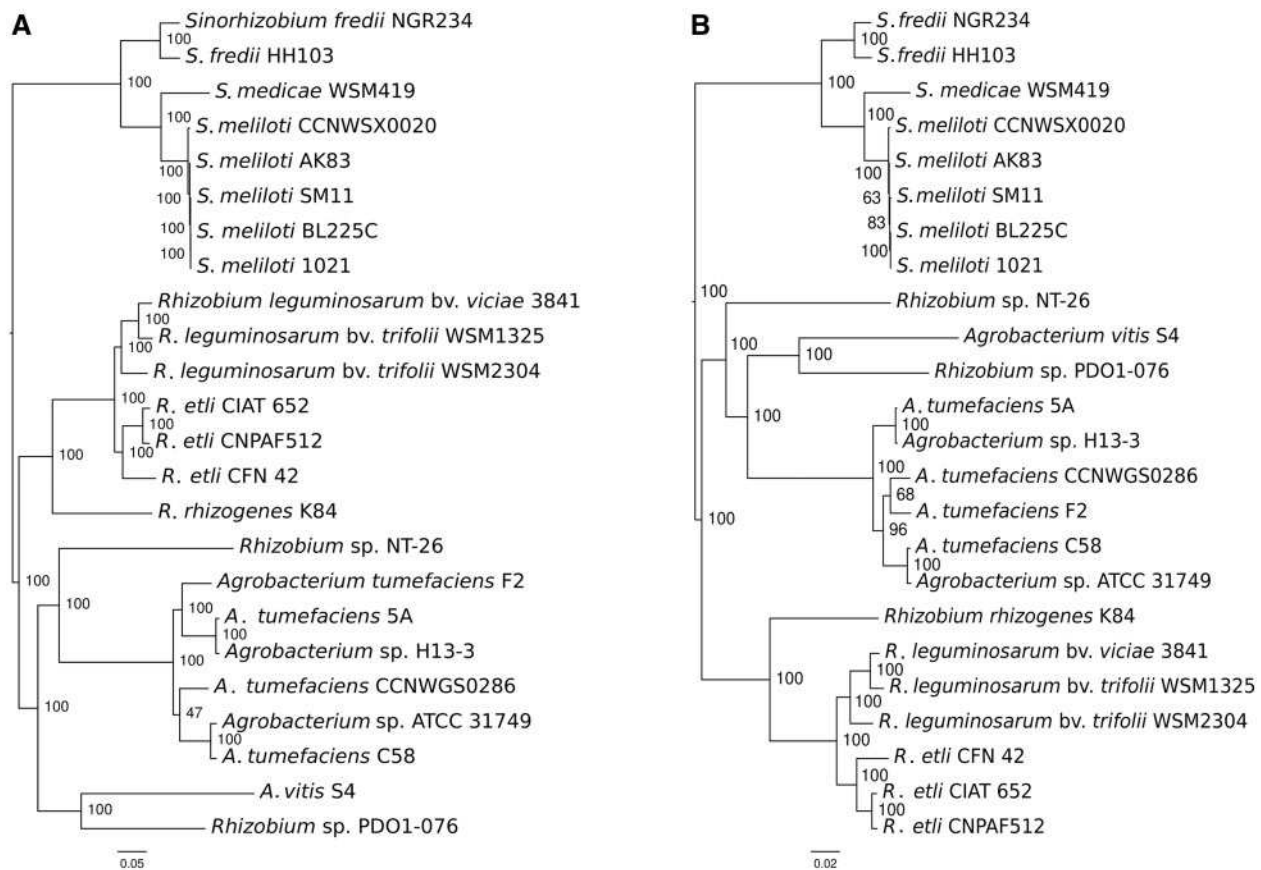 A
Sinorhizobium fredii NGR234
100
S. fredii HH103
100
S. medicae WSM419
100
S. meliloti CCNWSX0020
S. meliloti AK83
100
S. meliloti SM11
100
S. meliloti BL225C
100
S. meliloti 1021
100
Rhizobium leguminosarum bv. viciae 3841
100
R. leguminosarum bv. trifolii WSM1325
100
R. leguminosarum bv. trifolii WSM2304
100
R. etli CIAT 652
100
R. etli CNPAF512
100
R. etli CFN 42
100
R. rhizogenes K84
Rhizobium sp. NT-26
100
Agrobacterium tumefaciens F2
100
A. tumefaciens 5A
100
Agrobacterium sp. H13-3
100
100
A. tumefaciens CCNWGS0286
47
100
Agrobacterium sp. ATCC 31749
100
A. tumefaciens C58
A.vitis S4
100
Rhizobium sp. PDO1-076
0.05
B
S.fredii NGR234
100
S.fredii HH103
100
S. medicae WSM419
100
S. meliloti CCNWSX0020
S. meliloti AK83
100
S.meliloti SM11
63
S. meliloti BL225C
83
S. meliloti 1021
100
100
Rhizobium sp. NT-26
100
Agrobacterium vitis S4
100
Rhizobium sp. PDO1-076
100
A.tumefaciens 5A
100
Agrobacterium sp. H13-3
100
A. tumefaciens CCNWGS0286
68
A. tumefaciens F2
96
100
A. tumefaciens C58
100
Agrobacterium sp. ATCC 31749
Rhizobium rhizogenes K84
100
R. leguminosarum bv. viciae 3841
100
R. leguminosarum bv. trifolii WSM1325
100
R. leguminosarum bv. trifolii WSM2304
100
R. etli CFN 42
100
R. etli CIAT 652
100
R. etli CNPAF512
0.02